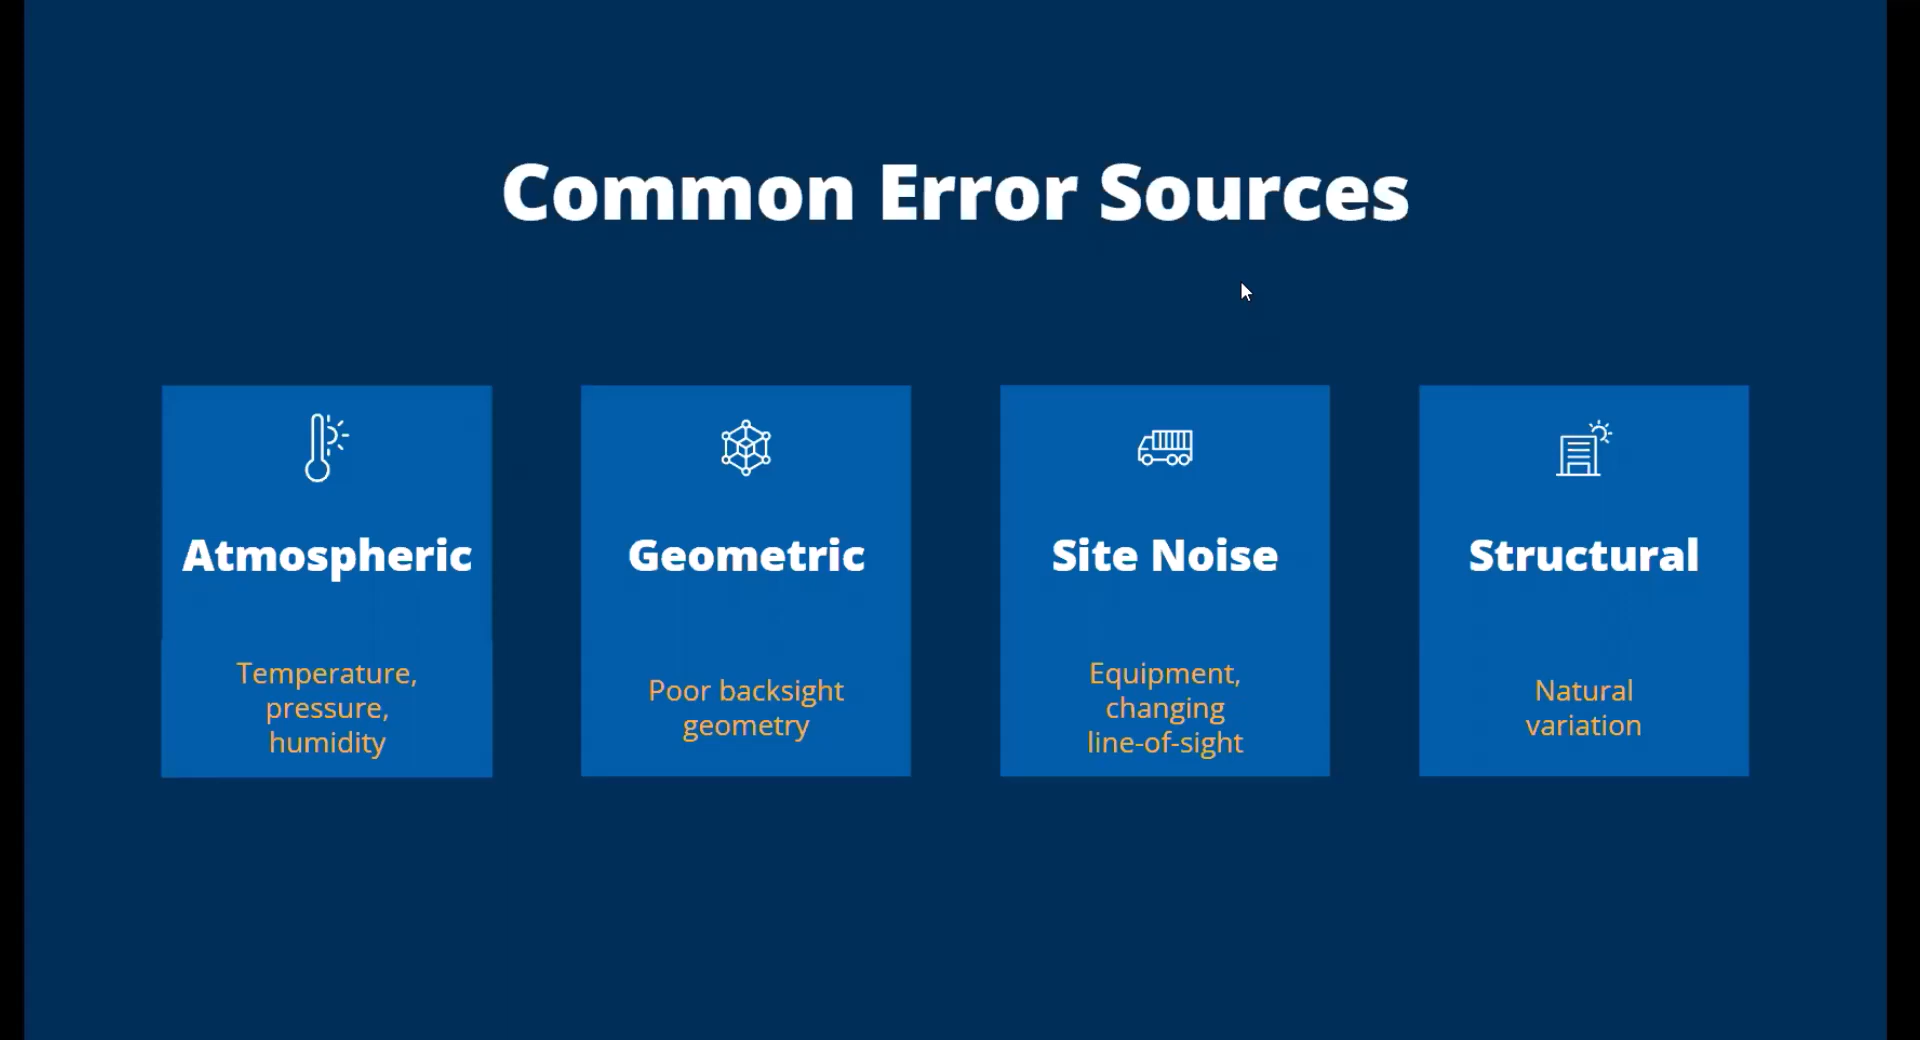 Common Error Sources
Atmospheric
Temperature,
pressure,
humidity
Geometric
Poor backsight
geometry
Site Noise
Equipment,
changing
line-of-sight
Structural
Natural
variation